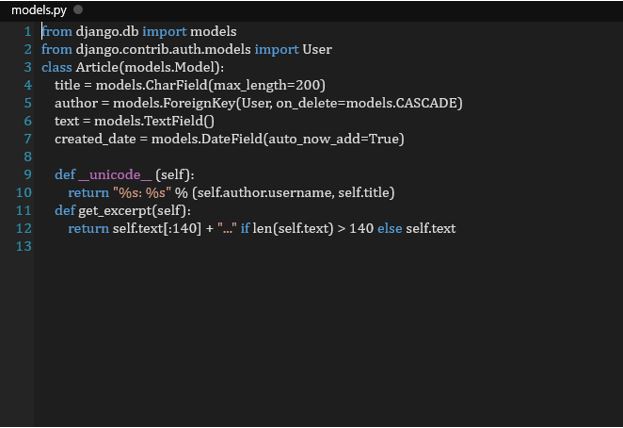 models.py
1 from django.db import models
2 from django.contrib.auth.models import User
3 class Article(models.Model):
4     title = models.CharField(max_length=200)
5     author = models.ForeignKey(User, on_delete=models.CASCADE)
6     text = models.TextField()
7     created_date = models.DateField(auto_now_add=True)
8
9     def __unicode__ (self):
10         return "%s: %s" % (self.author.username, self.title)
11     def get_excerpt(self):
12         return self.text[:140] + "..." if len(self.text) > 140 else self.text
13